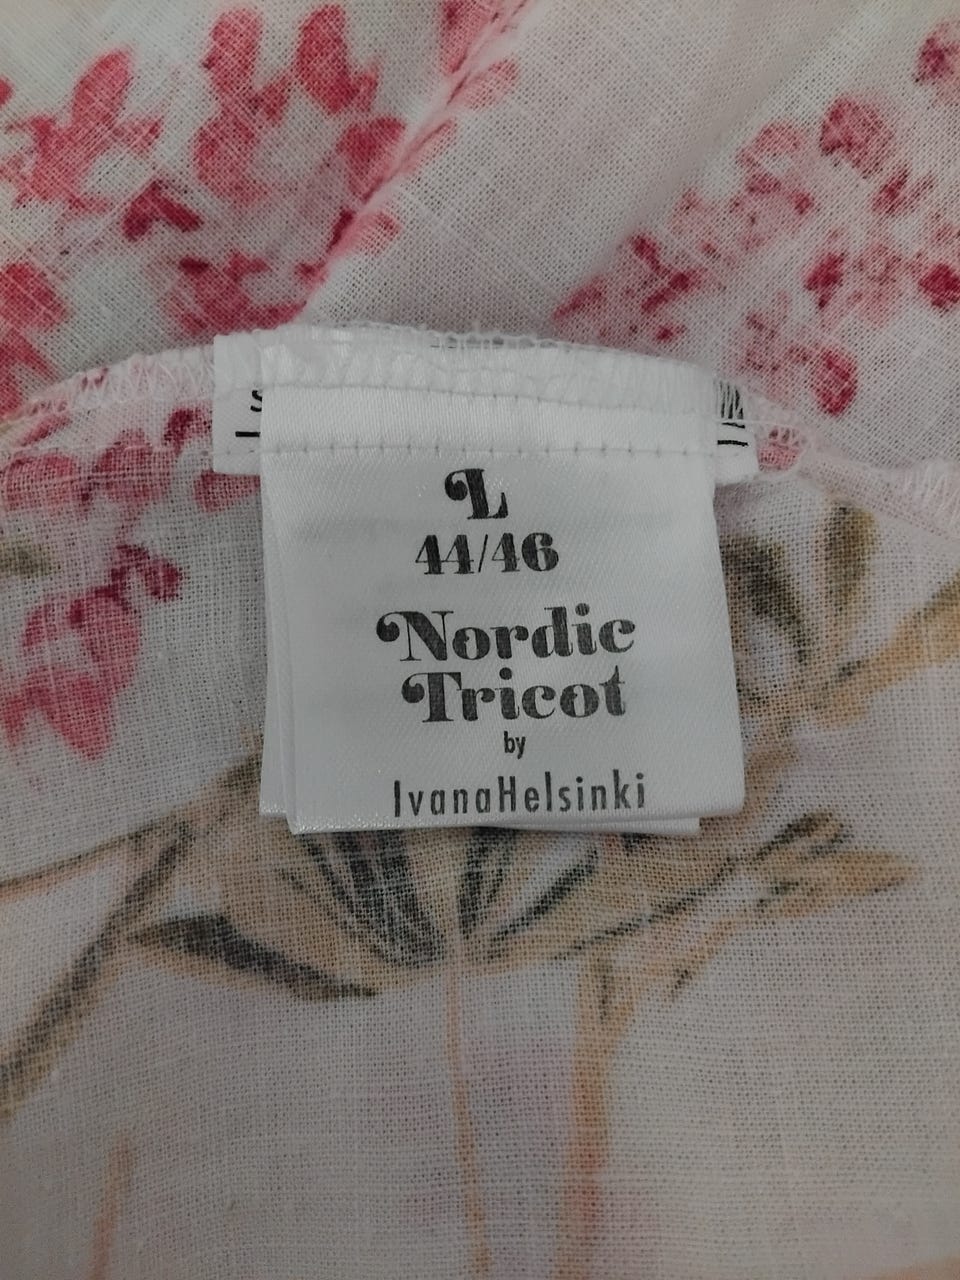 L
44/46
Nordic
Tricot
by
IvanaHelsinki